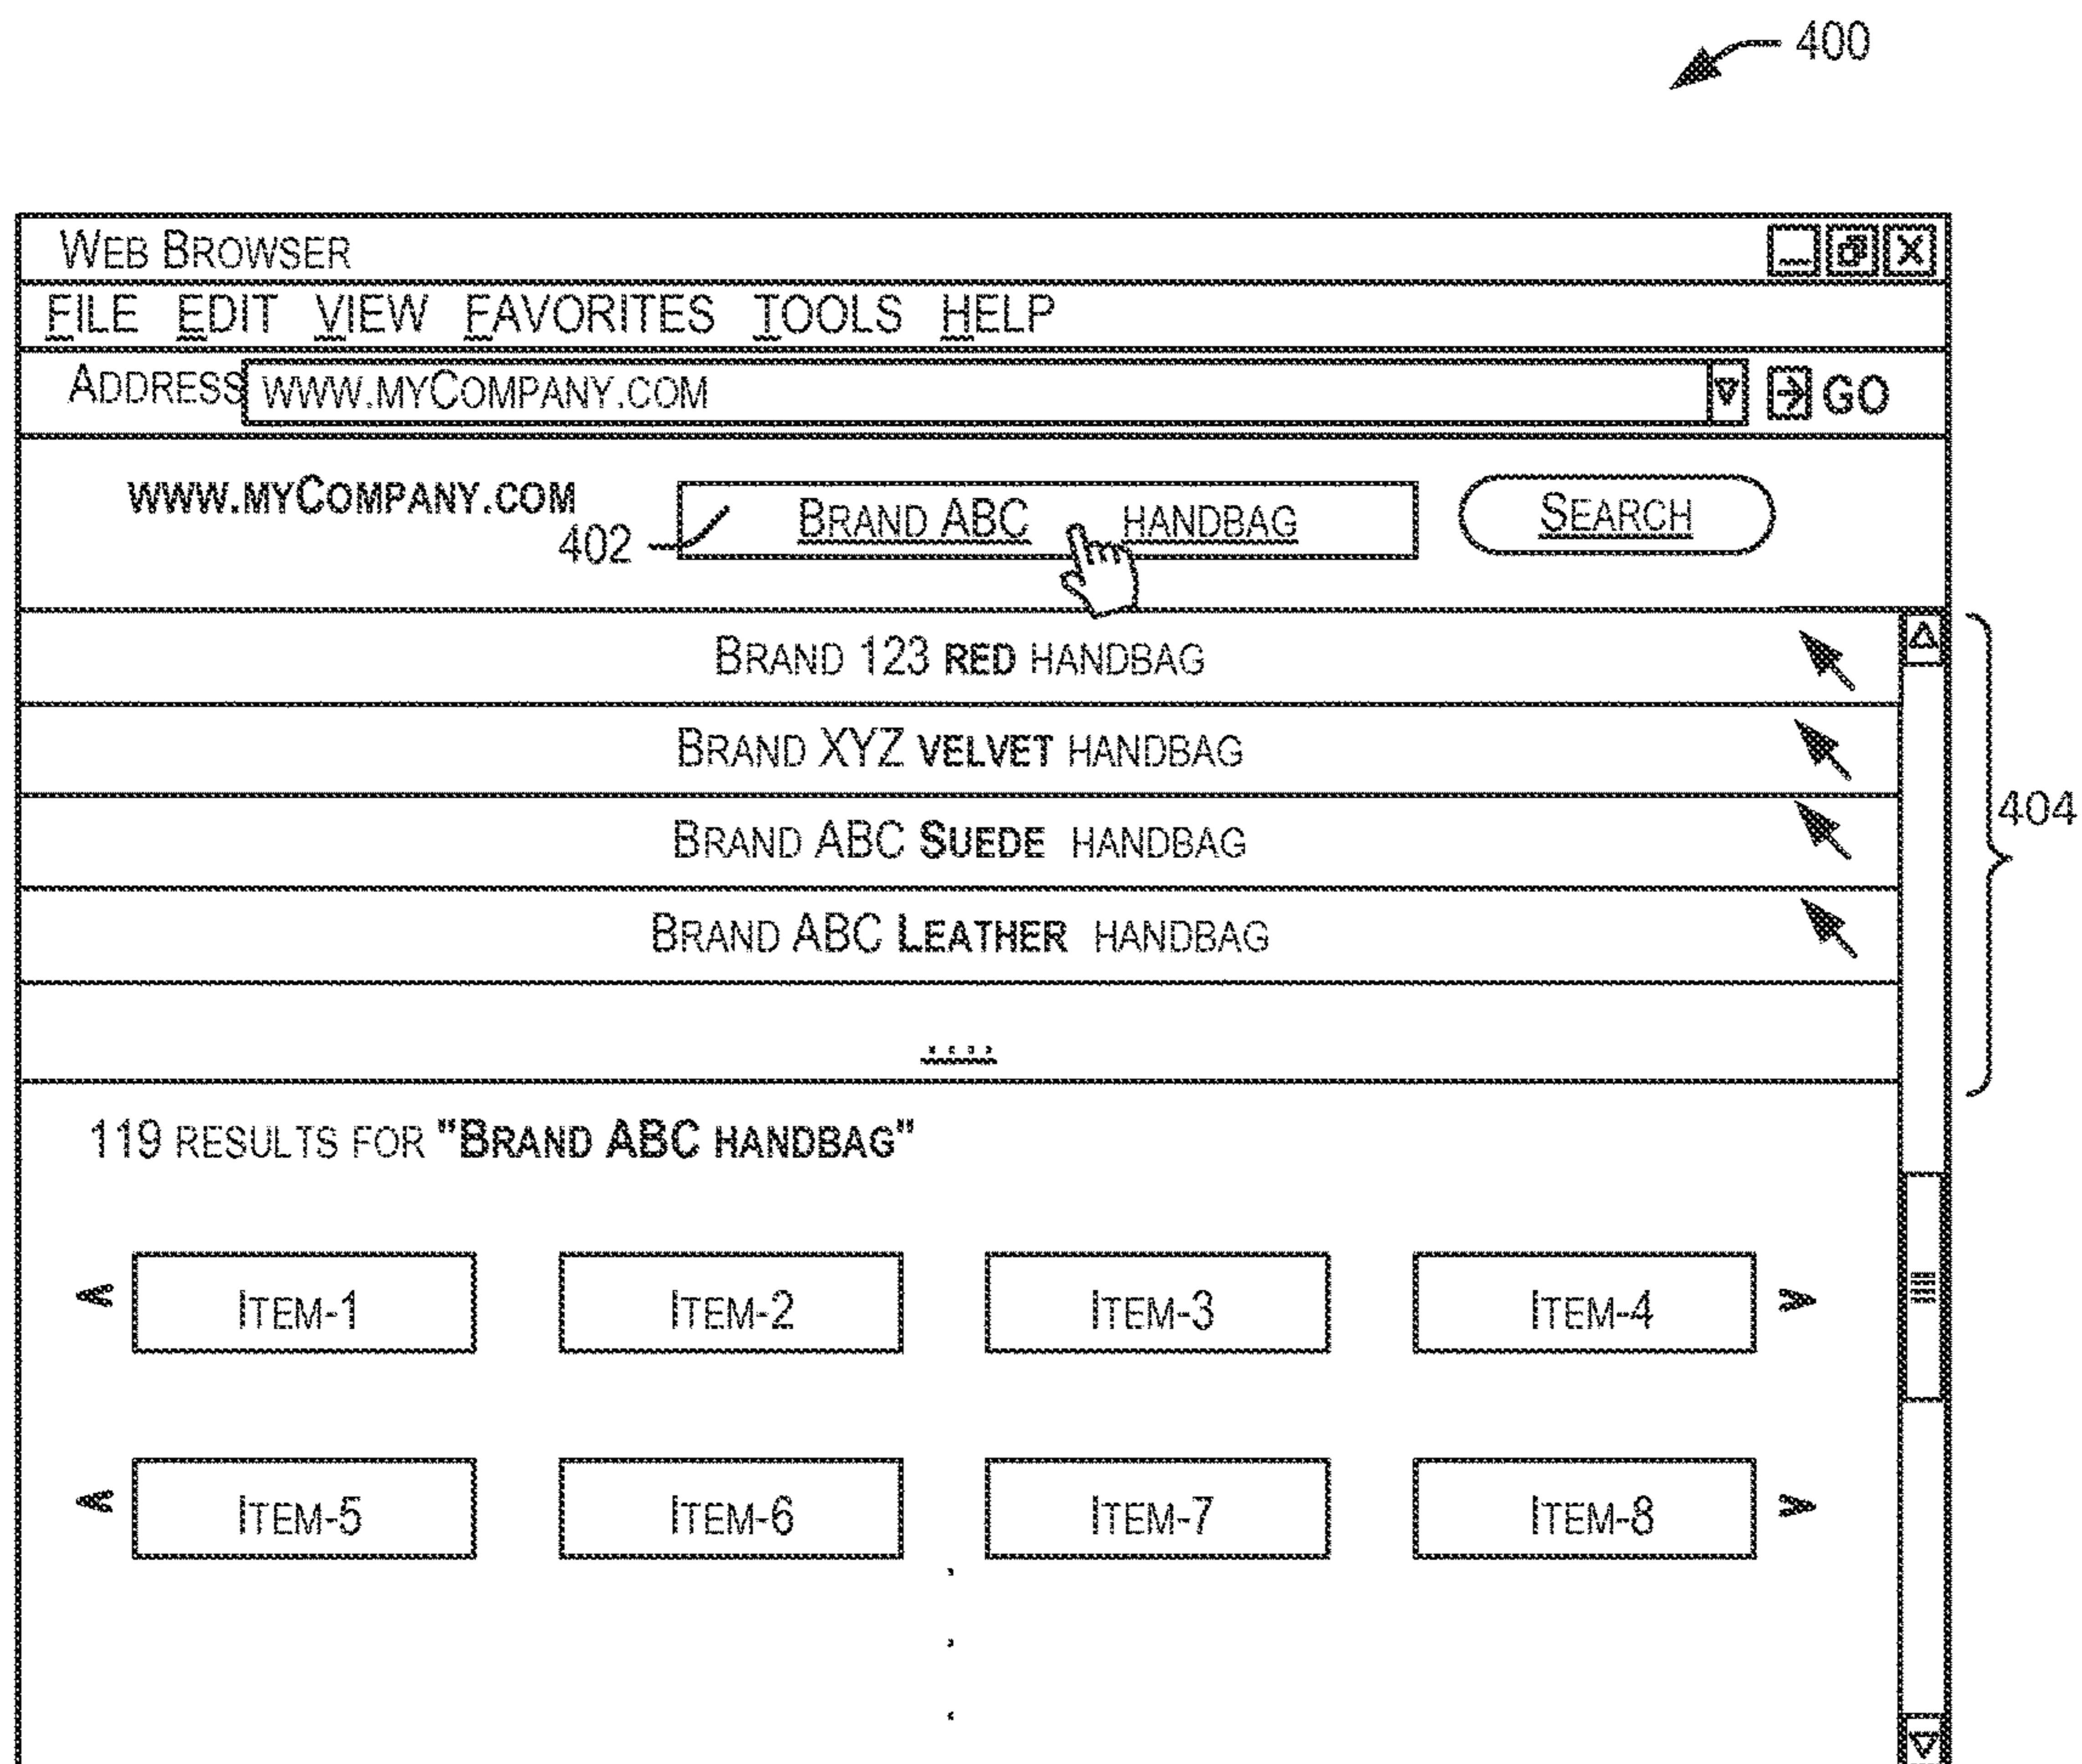 400
Web Browser
FILE EDIT VIEW FAVORITES TOOLS HELP
Address www.myCompany.com GO
www.myCompany.com Brand ABC handbag Search
402
Brand 123 red handbag
Brand XYZ velvet handbag
Brand ABC Suede handbag
404
Brand ABC Leather handbag
....
119 results for "Brand ABC handbag"
< Item-1 Item-2 Item-3 Item-4 >
< Item-5 Item-6 Item-7 Item-8 >